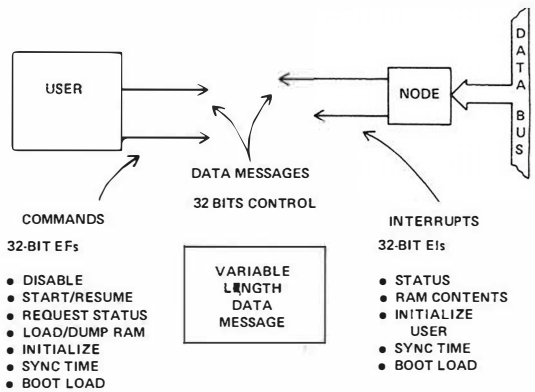 USER
NODE
DATA BUS
DATA MESSAGES
32 BITS CONTROL
COMMANDS
32-BIT EFs
• DISABLE
• START/RESUME
• REQUEST STATUS
• LOAD/DUMP RAM
• INITIALIZE
• SYNC TIME
• BOOT LOAD
VARIABLE
LENGTH
DATA
MESSAGE
INTERRUPTS
32-BIT EIs
• STATUS
• RAM CONTENTS
• INITIALIZE
USER
• SYNC TIME
• BOOT LOAD